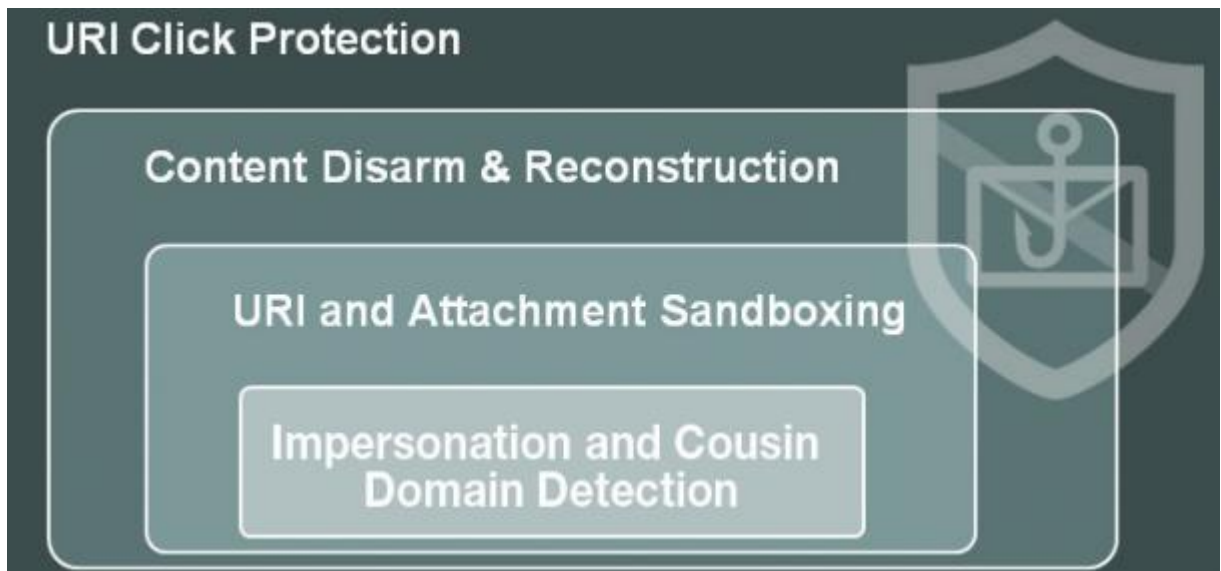 URI Click Protection
Content Disarm & Reconstruction
URI and Attachment Sandboxing
Impersonation and Cousin
Domain Detection